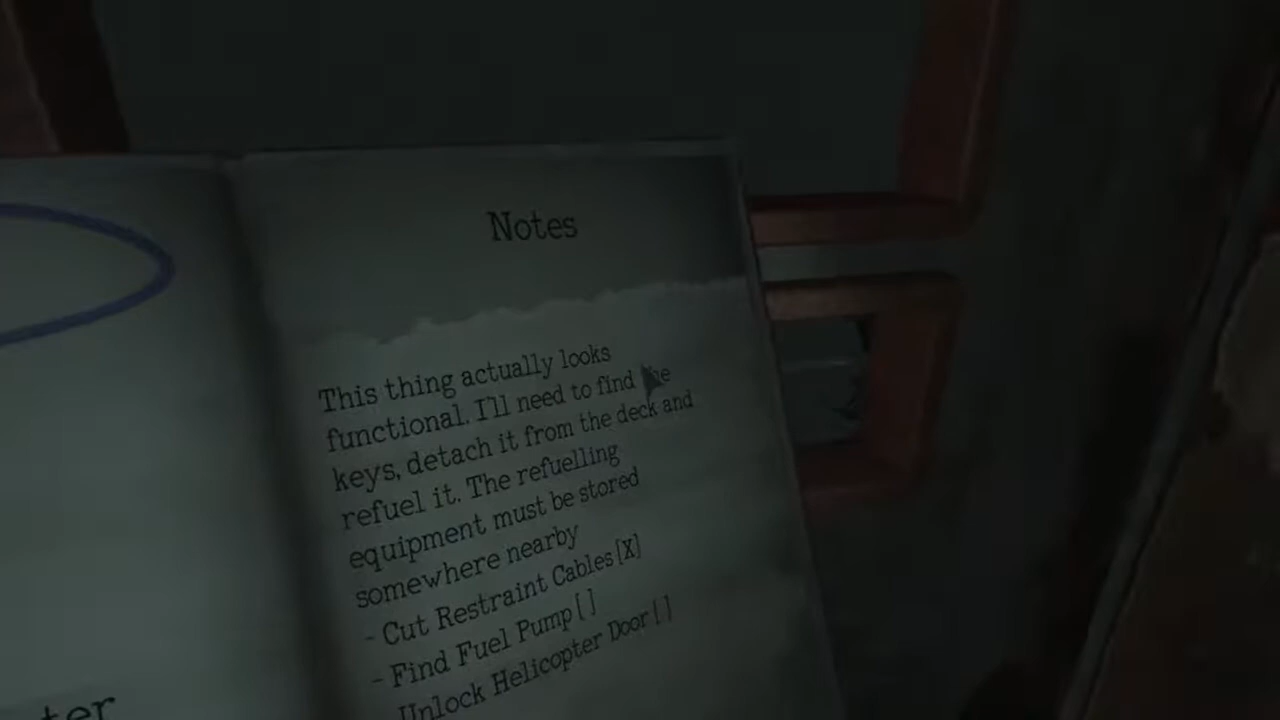 Notes
This thing actually looks
functional. I'll need to find
keys, detach it from the deck and
refuel it. The refuelling
equipment must be stored
somewhere nearby
- Cut Restraint Cables [X]
- Find Fuel Pump [ ]
Unlock Helicopter Door [ ]